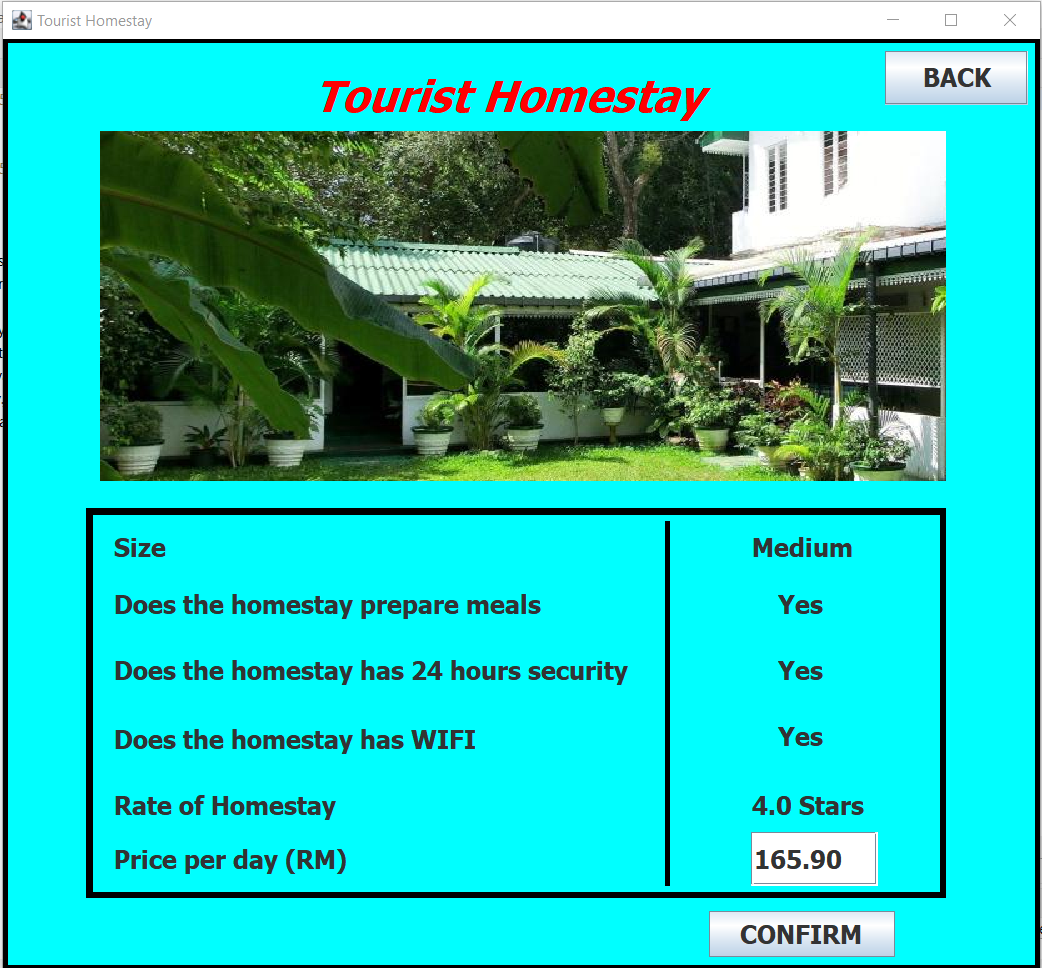 Tourist Homestay
BACK
Tourist Homestay
Size Medium
Does the homestay prepare meals Yes
Does the homestay has 24 hours security Yes
Does the homestay has WIFI Yes
Rate of Homestay 4.0 Stars
Price per day (RM) 165.90
CONFIRM